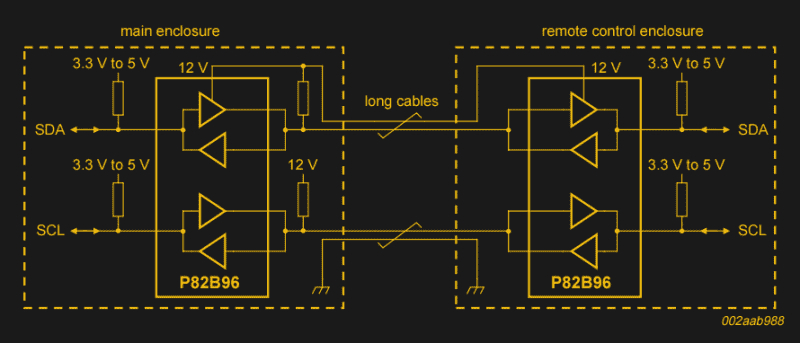 main enclosure
remote control enclosure
3.3 V to 5 V
12 V
12 V
3.3 V to 5 V
long cables
SDA
SDA
3.3 V to 5 V
12 V
3.3 V to 5 V
SCL
SCL
P82B96
P82B96
002aab988